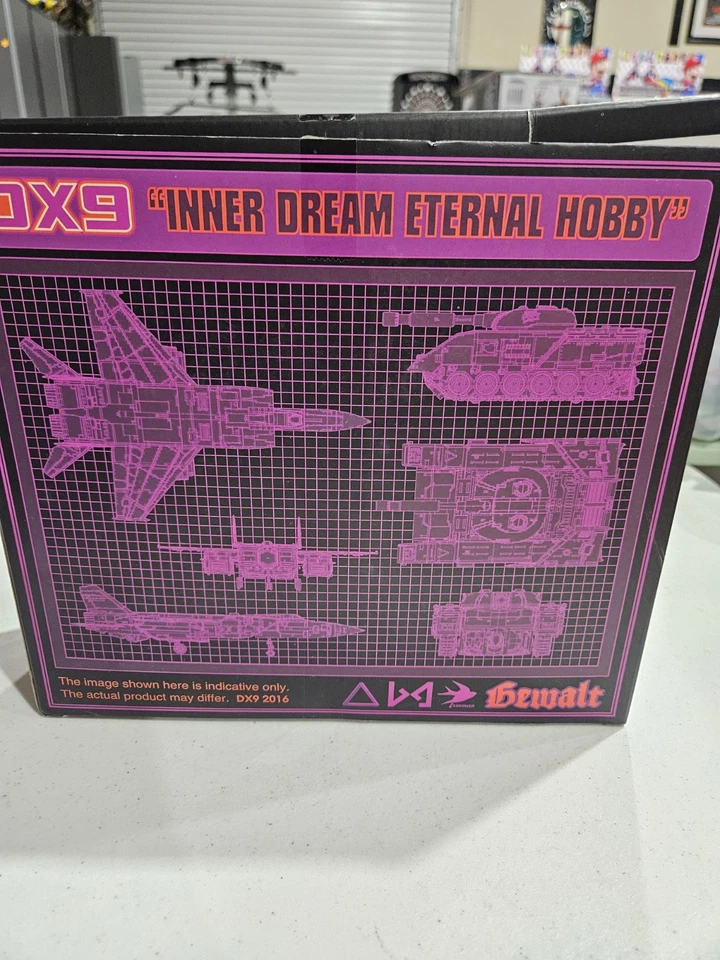 DX9 “INNER DREAM ETERNAL HOBBY”
The image shown here is indicative only.
The actual product may differ. DX9 2016
Gewalt